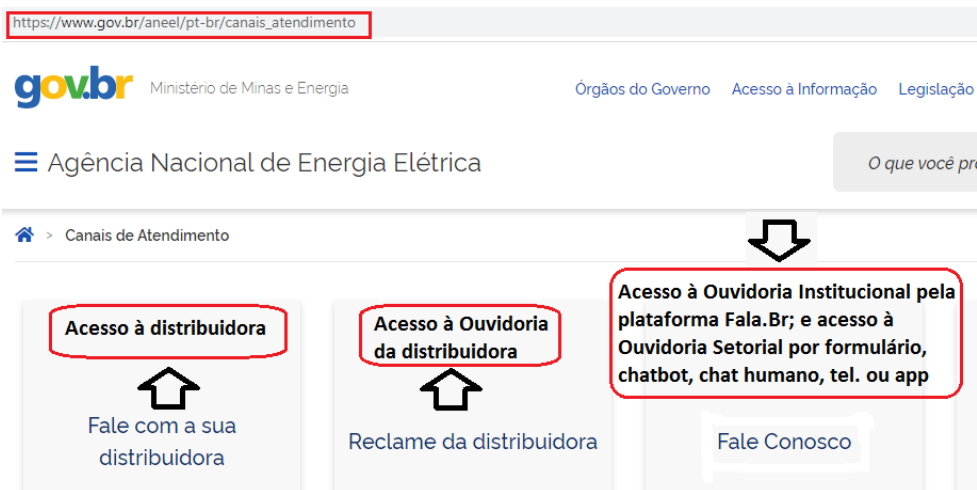 https://www.gov.br/aneel/pt-br/canais_atendimento
gov.br Ministério de Minas e Energia Órgãos do Governo Acesso à Informação Legislação
Agência Nacional de Energia Elétrica O que você
> Canais de Atendimento
Acesso à distribuidora
Fale com a sua
distribuidora
Acesso à Ouvidoria
da distribuidora
Reclame da distribuidora
Acesso à Ouvidoria Institucional pela
plataforma Fala.Br; e acesso à
Ouvidoria Setorial por formulário,
chatbot, chat humano, tel. ou app
Fale Conosco